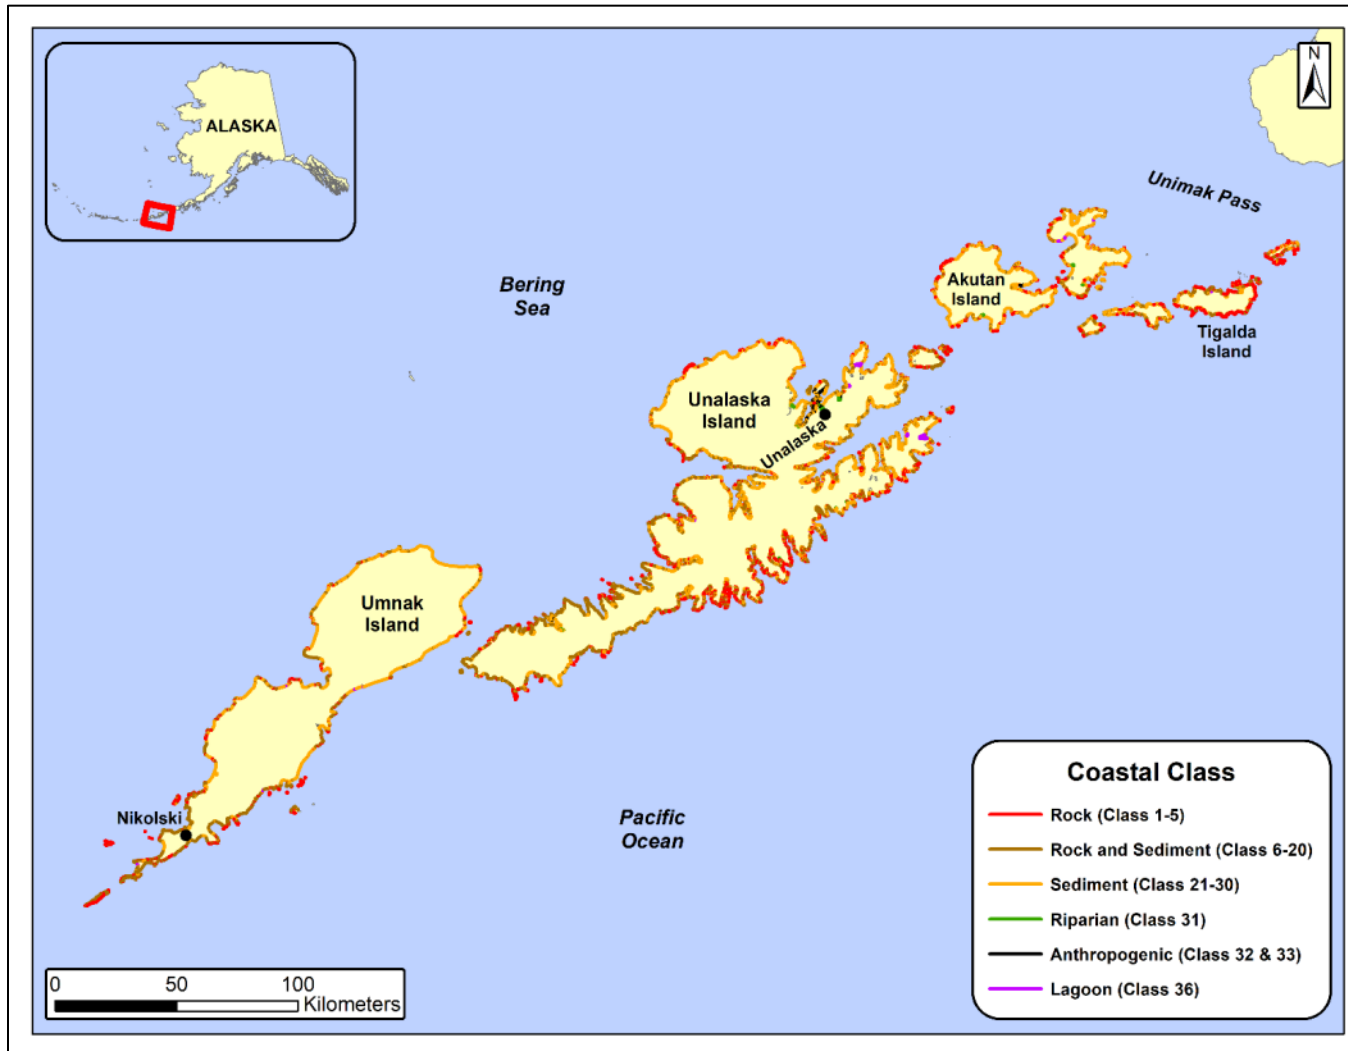 ALASKA
N
Unimak Pass
Bering
Sea
Akutan
Island
Tigalda
Island
Unalaska
Island
Unalaska
Umnak
Island
Nikolski
Pacific
Ocean
Coastal Class
Rock (Class 1-5)
Rock and Sediment (Class 6-20)
Sediment (Class 21-30)
Riparian (Class 31)
Anthropogenic (Class 32 & 33)
Lagoon (Class 36)
0 50 100
Kilometers